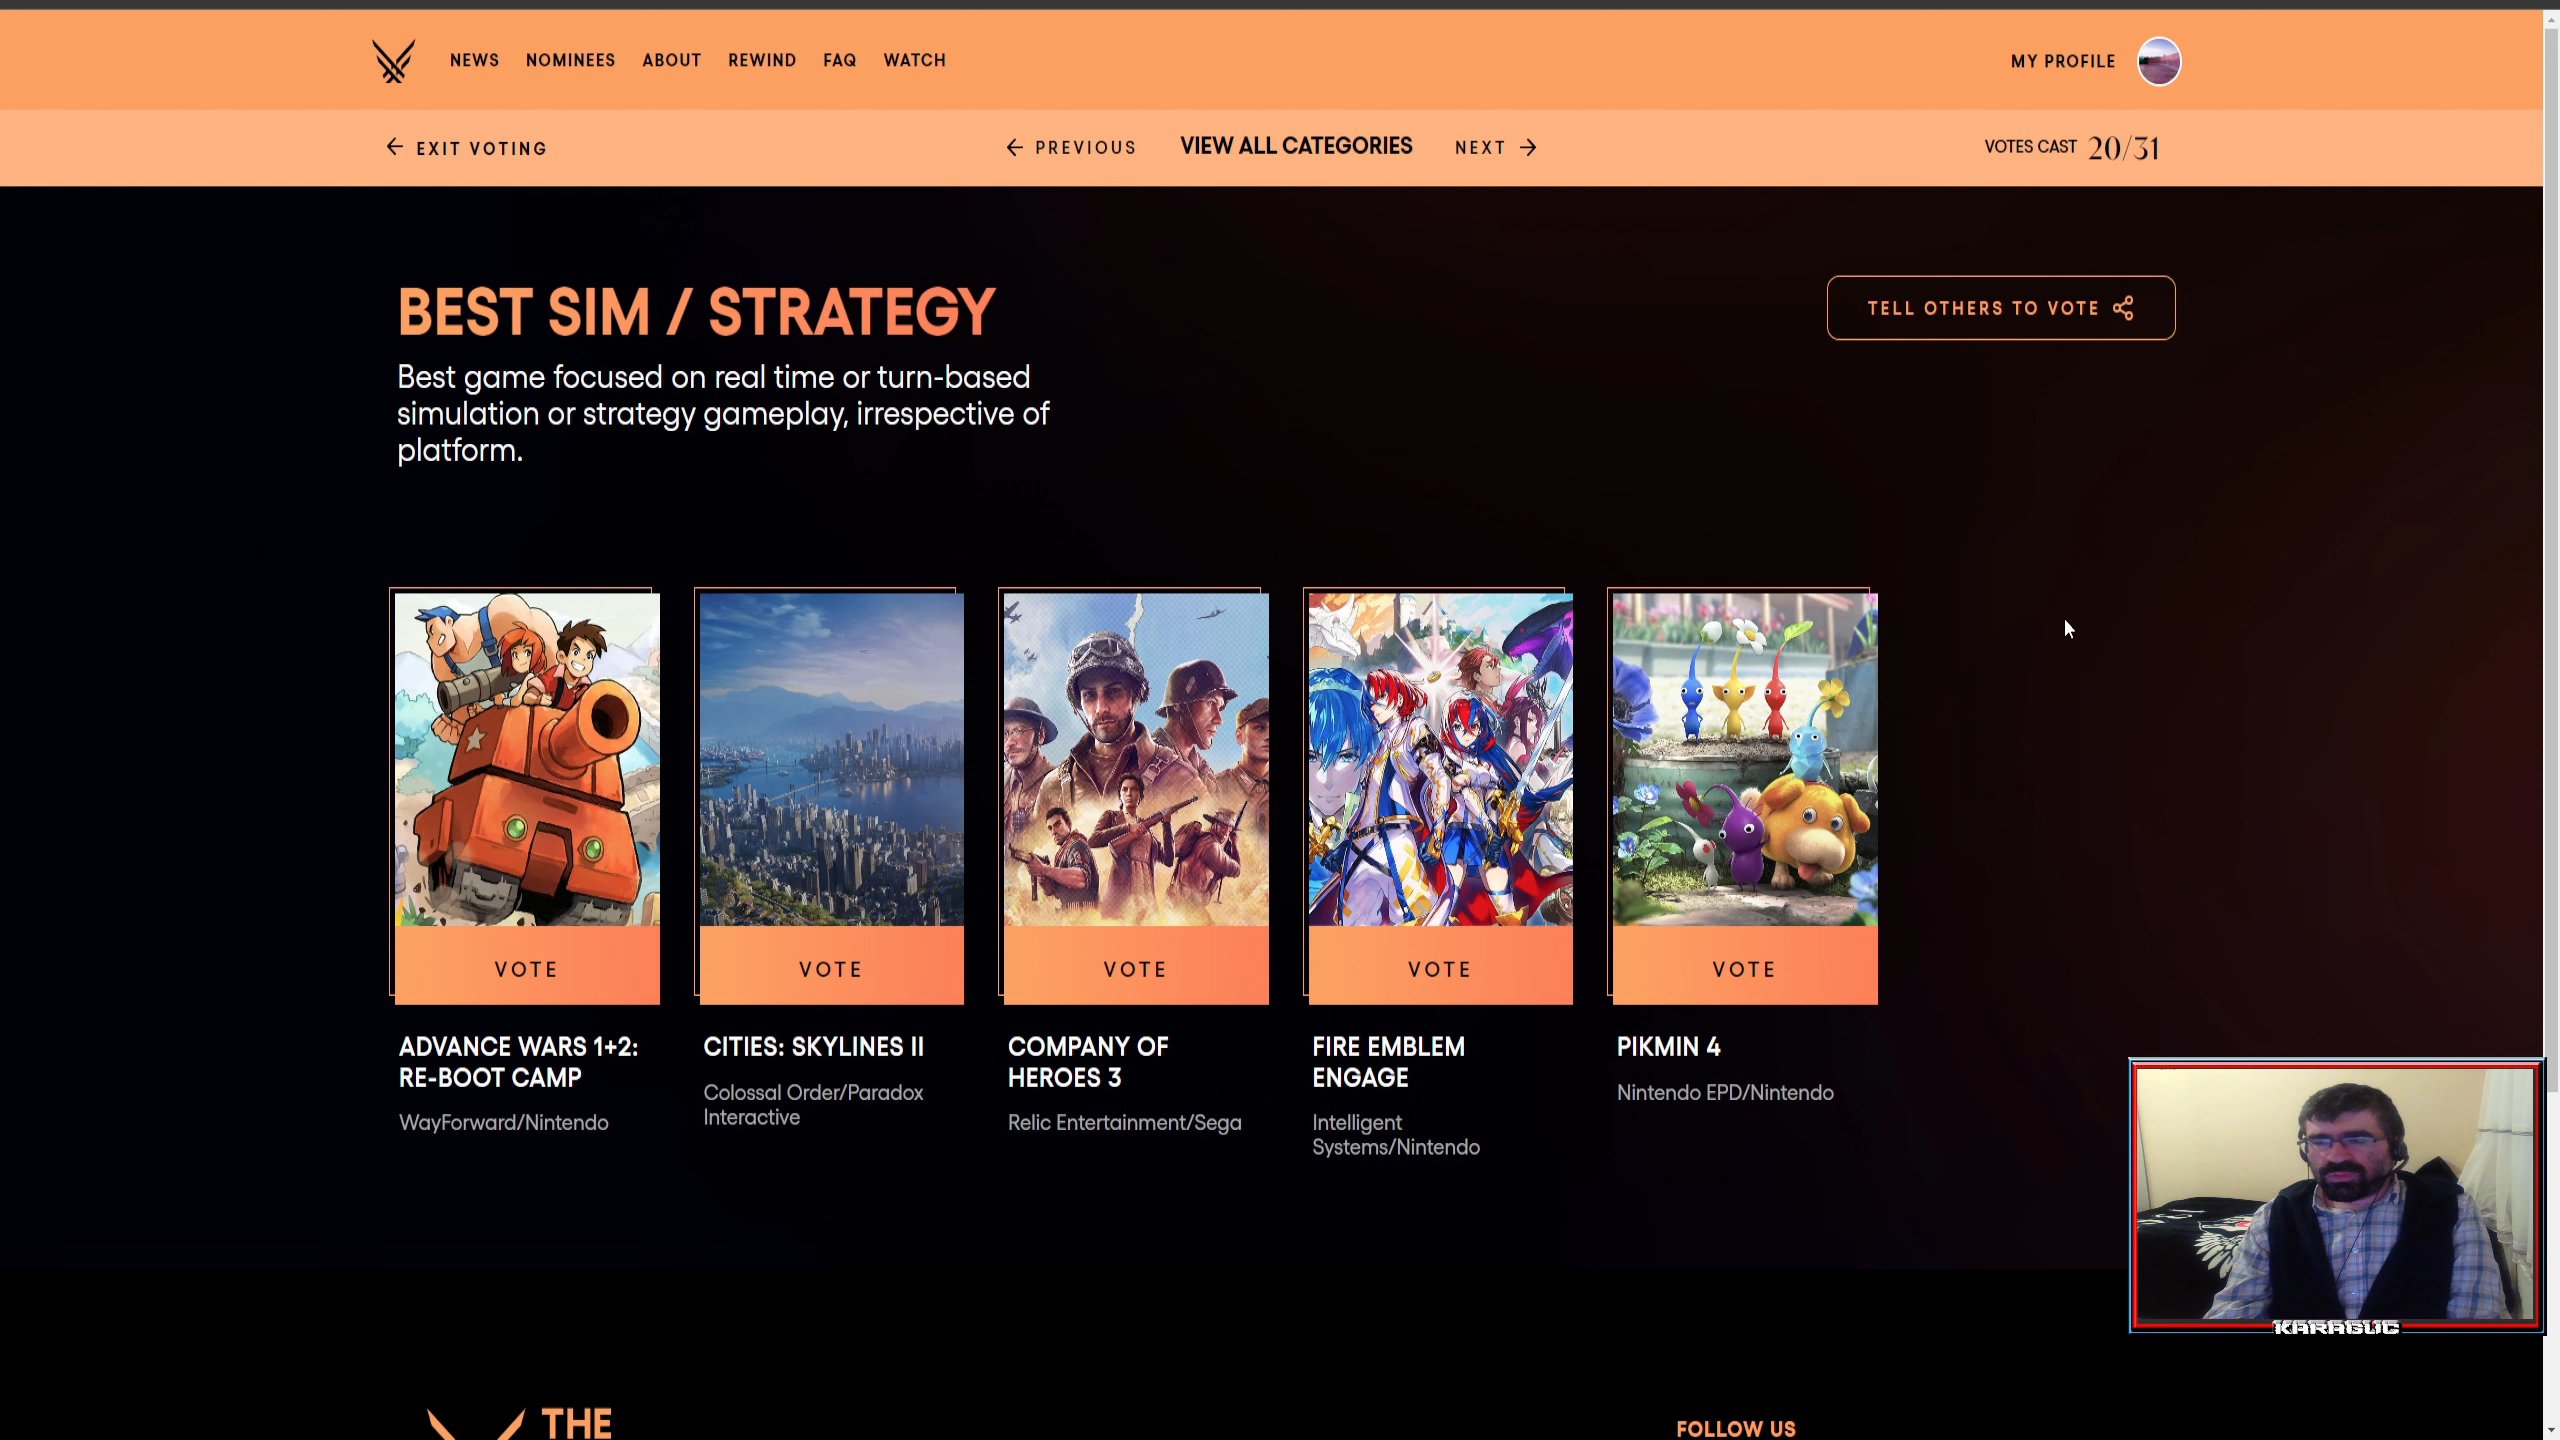 NEWS NOMINEES ABOUT REWIND FAQ WATCH MY PROFILE
EXIT VOTING PREVIOUS VIEW ALL CATEGORIES NEXT VOTES CAST 20/31
BEST SIM / STRATEGY
TELL OTHERS TO VOTE
Best game focused on real time or turn-based
simulation or strategy gameplay, irrespective of
platform.
VOTE VOTE VOTE VOTE VOTE
ADVANCE WARS 1+2:
RE-BOOT CAMP
WayForward/Nintendo
CITIES: SKYLINES II
Colossal Order/Paradox
Interactive
COMPANY OF
HEROES 3
Relic Entertainment/Sega
FIRE EMBLEM
ENGAGE
Intelligent
Systems/Nintendo
PIKMIN 4
Nintendo EPD/Nintendo
KARAGUC
THE
FOLLOW US